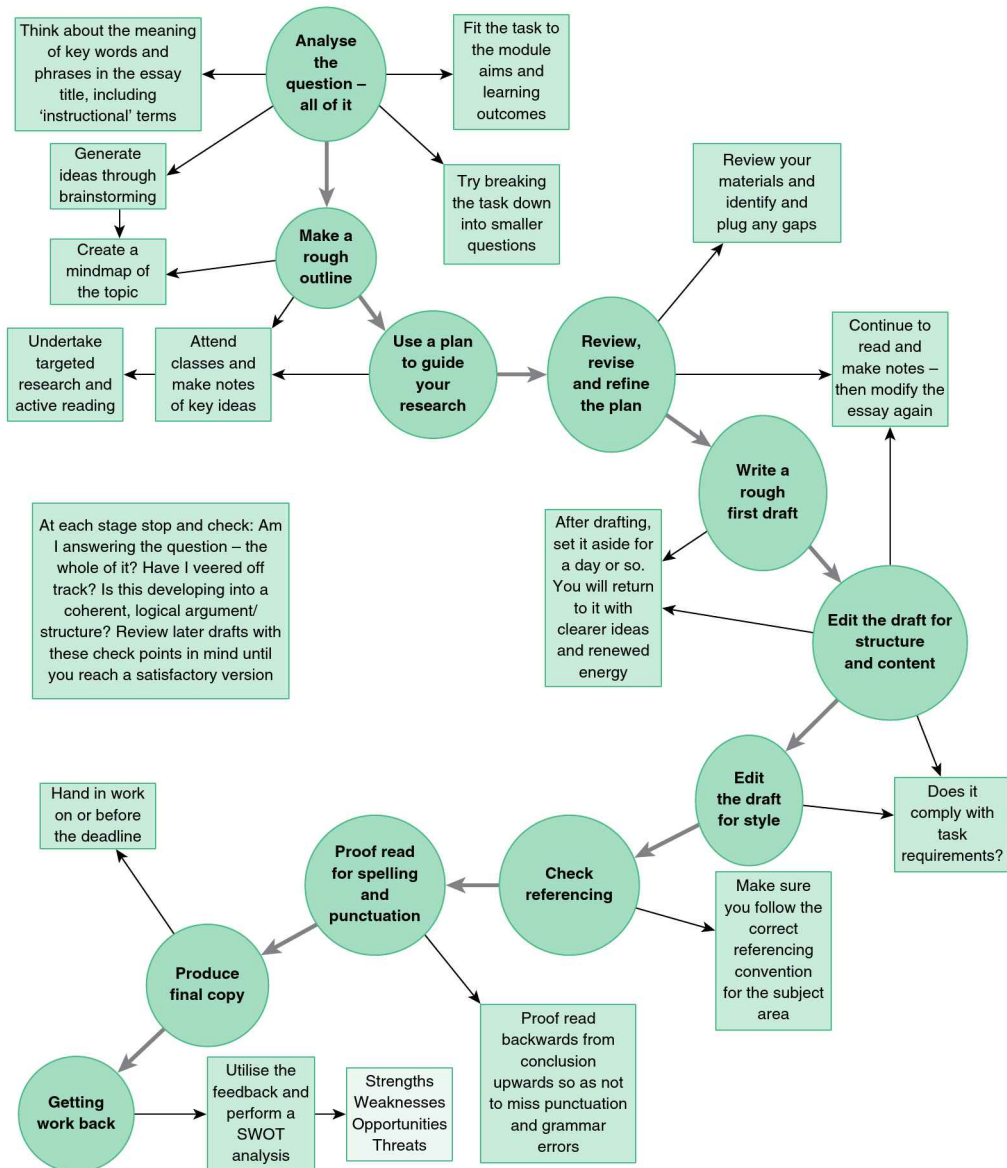 Think about the meaning
of key words and
phrases in the essay
title, including
‘instructional’ terms
Analyse
the
question –
all of it
Fit the task to
the module
aims and
learning
outcomes
Generate
ideas through
brainstorming
Try breaking
the task down
into smaller
questions
Review your
materials and
identify and
plug any gaps
Make a
rough
outline
Create a
mindmap of
the topic
Undertake
targeted
research and
active reading
Attend
classes and
make notes
of key ideas
Use a plan
to guide
your
research
Review,
revise
and refine
the plan
Continue to
read and
make notes –
then modify the
essay again
Write a
rough
first draft
At each stage stop and check: Am
I answering the question – the
whole of it? Have I veered off
track? Is this developing into a
coherent, logical argument/
structure? Review later drafts with
these check points in mind until
you reach a satisfactory version
After drafting,
set it aside for
a day or so.
You will return
to it with
clearer ideas
and renewed
energy
Edit the draft for
structure
and content
Edit
the draft
for style
Does it
comply with
task
requirements?
Hand in work
on or before
the deadline
Proof read
for spelling
and
punctuation
Check
referencing
Make sure
you follow the
correct
referencing
convention
for the subject
area
Produce
final copy
Proof read
backwards from
conclusion
upwards so as not
to miss punctuation
and grammar
errors
Getting
work back
Utilise the
feedback and
perform a
SWOT
analysis
Strengths
Weaknesses
Opportunities
Threats